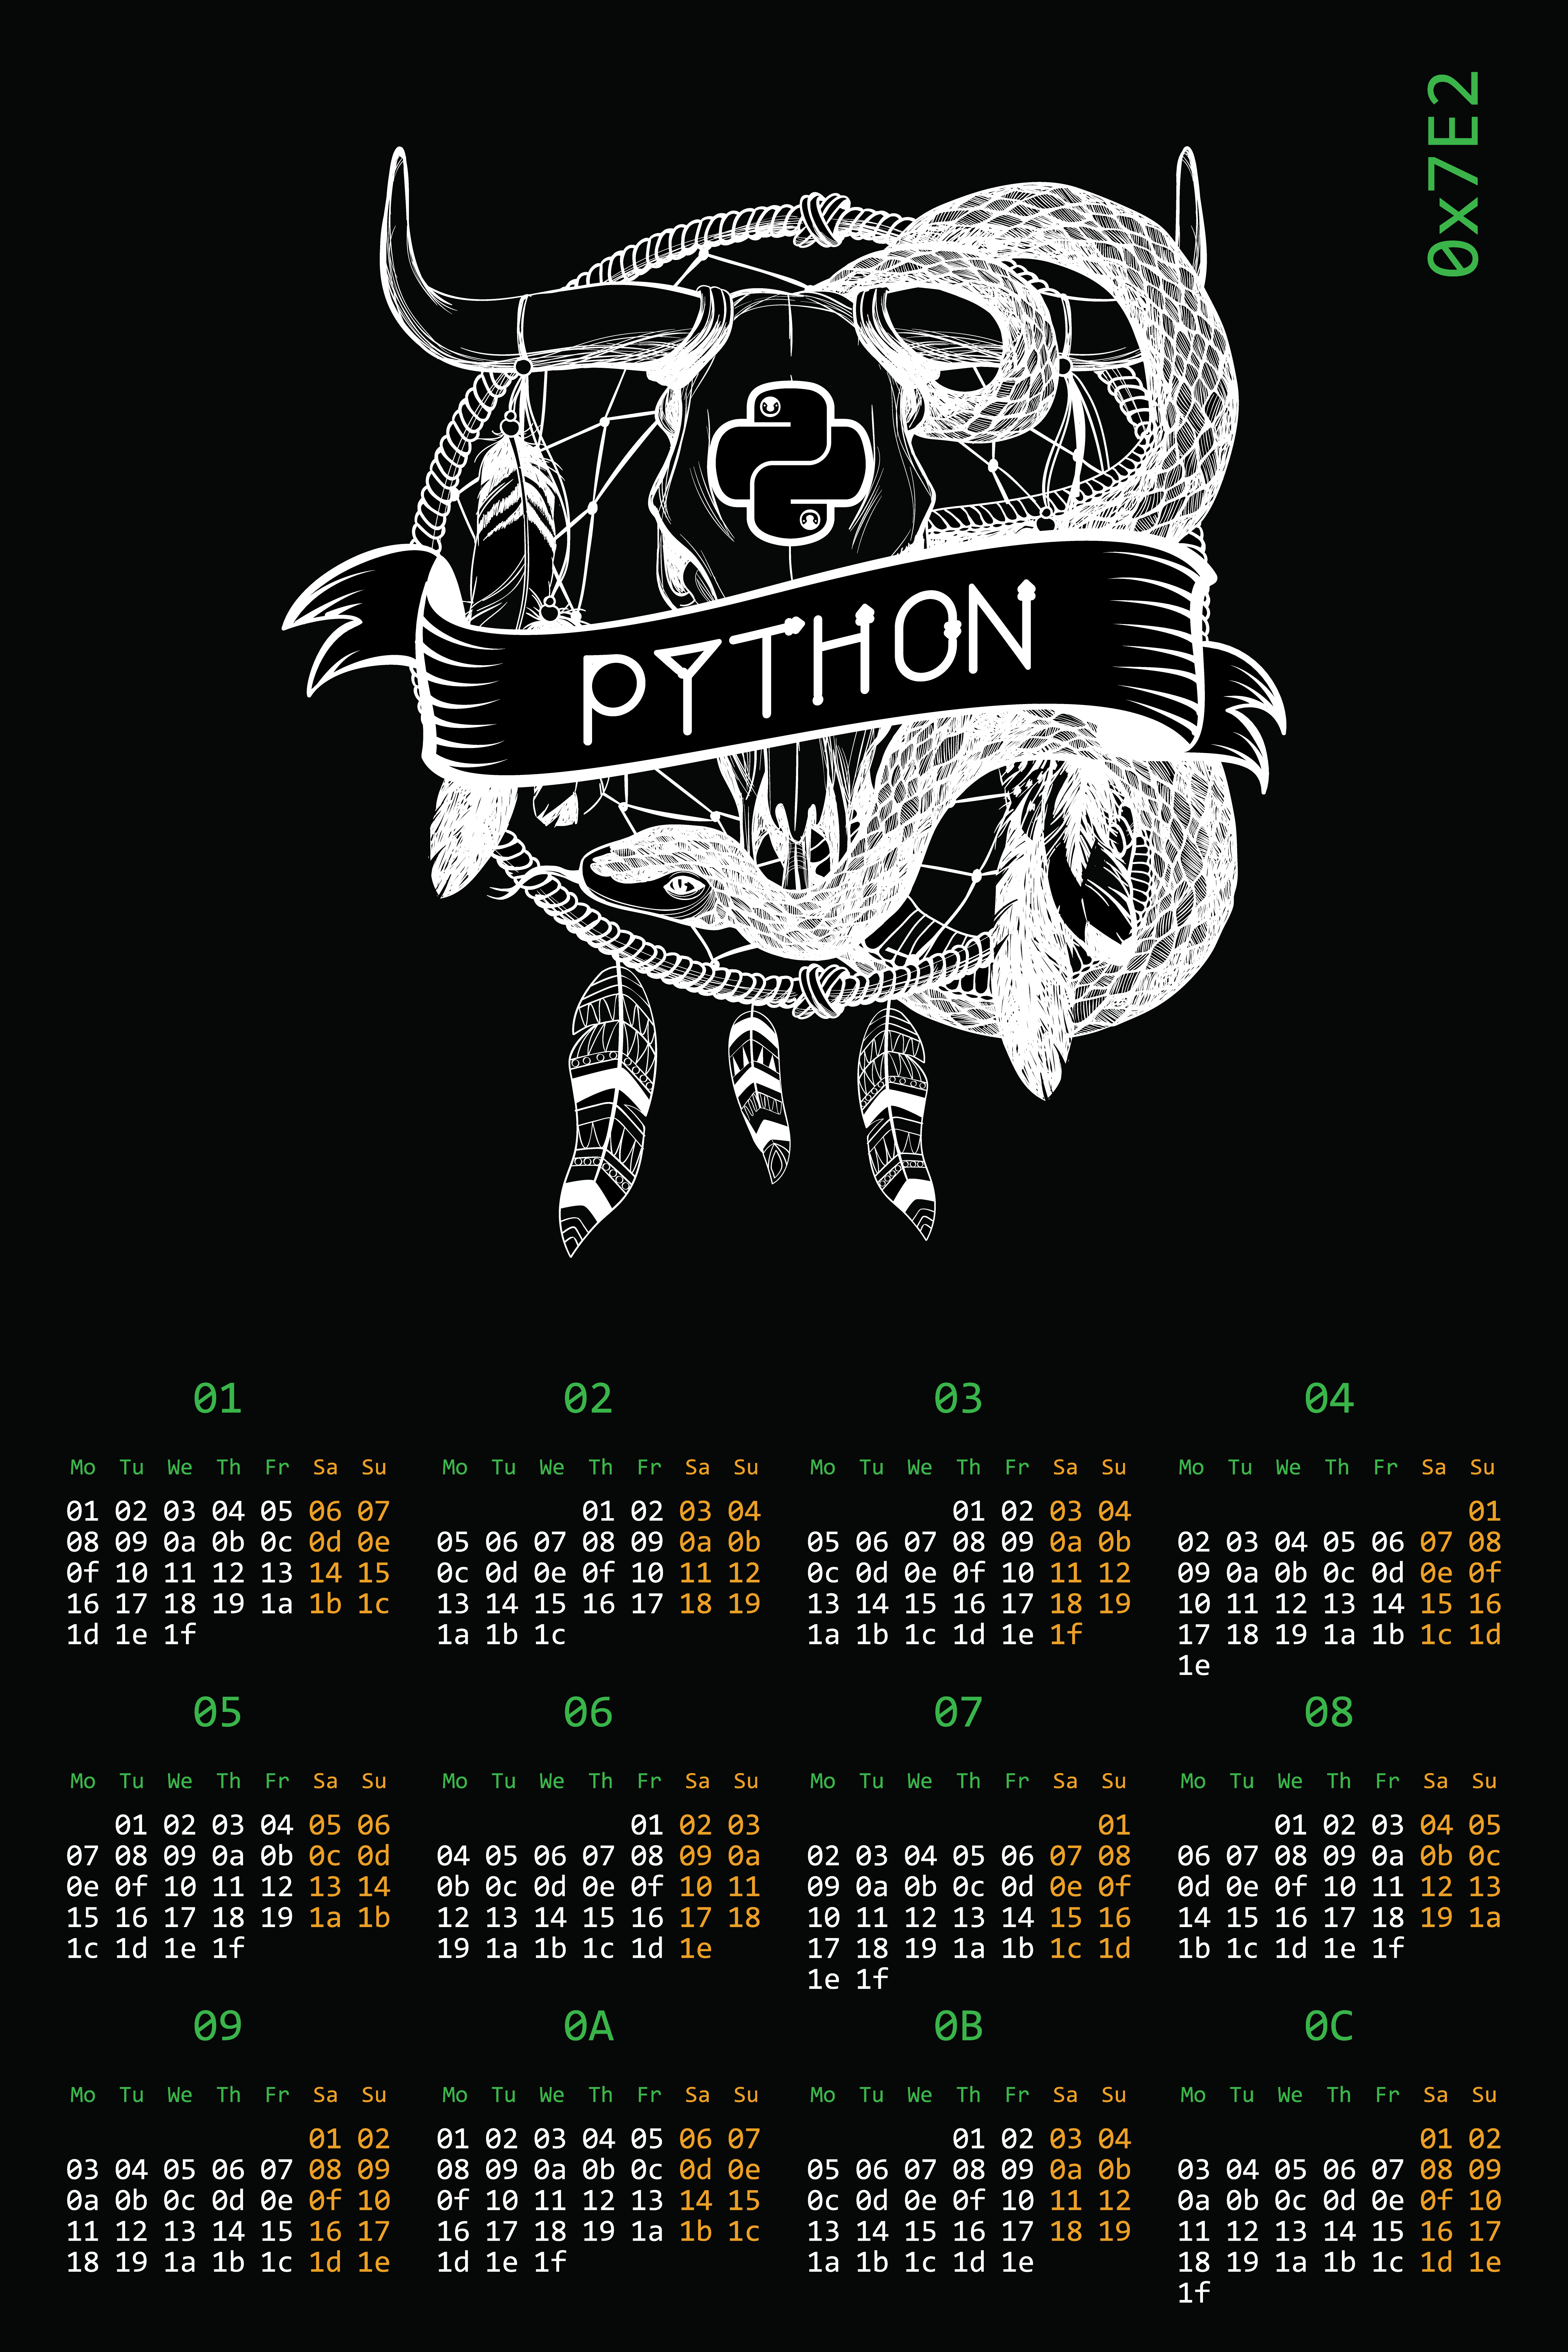 0x7E2
PYTHON
01 02 03 04
Mo Tu We Th Fr Sa Su Mo Tu We Th Fr Sa Su Mo Tu We Th Fr Sa Su Mo Tu We Th Fr Sa Su
01 02 03 04 05 06 07 01 02 03 04 01 02 03 04 01
08 09 0a 0b 0c 0d 0e 05 06 07 08 09 0a 0b 05 06 07 08 09 0a 0b 02 03 04 05 06 07 08
0f 10 11 12 13 14 15 0c 0d 0e 0f 10 11 12 0c 0d 0e 0f 10 11 12 09 0a 0b 0c 0d 0e 0f
16 17 18 19 1a 1b 1c 13 14 15 16 17 18 19 13 14 15 16 17 18 19 10 11 12 13 14 15 16
1d 1e 1f 1a 1b 1c 1a 1b 1c 1d 1e 1f 17 18 19 1a 1b 1c 1d
1e
05 06 07 08
Mo Tu We Th Fr Sa Su Mo Tu We Th Fr Sa Su Mo Tu We Th Fr Sa Su Mo Tu We Th Fr Sa Su
01 02 03 04 05 06 01 02 03 01 01 02 03 04 05
07 08 09 0a 0b 0c 0d 04 05 06 07 08 09 0a 02 03 04 05 06 07 08 06 07 08 09 0a 0b 0c
0e 0f 10 11 12 13 14 0b 0c 0d 0e 0f 10 11 09 0a 0b 0c 0d 0e 0f 0d 0e 0f 10 11 12 13
15 16 17 18 19 1a 1b 12 13 14 15 16 17 18 10 11 12 13 14 15 16 14 15 16 17 18 19 1a
1c 1d 1e 1f 19 1a 1b 1c 1d 1e 17 18 19 1a 1b 1c 1d 1b 1c 1d 1e 1f
1e 1f
09 0A 0B 0C
Mo Tu We Th Fr Sa Su Mo Tu We Th Fr Sa Su Mo Tu We Th Fr Sa Su Mo Tu We Th Fr Sa Su
01 02 01 02 03 04 05 06 07 01 02 03 04 01 02
03 04 05 06 07 08 09 08 09 0a 0b 0c 0d 0e 05 06 07 08 09 0a 0b 03 04 05 06 07 08 09
0a 0b 0c 0d 0e 0f 10 0f 10 11 12 13 14 15 0c 0d 0e 0f 10 11 12 0a 0b 0c 0d 0e 0f 10
11 12 13 14 15 16 17 16 17 18 19 1a 1b 1c 13 14 15 16 17 18 19 11 12 13 14 15 16 17
18 19 1a 1b 1c 1d 1e 1d 1e 1f 1a 1b 1c 1d 1e 18 19 1a 1b 1c 1d 1e
1f